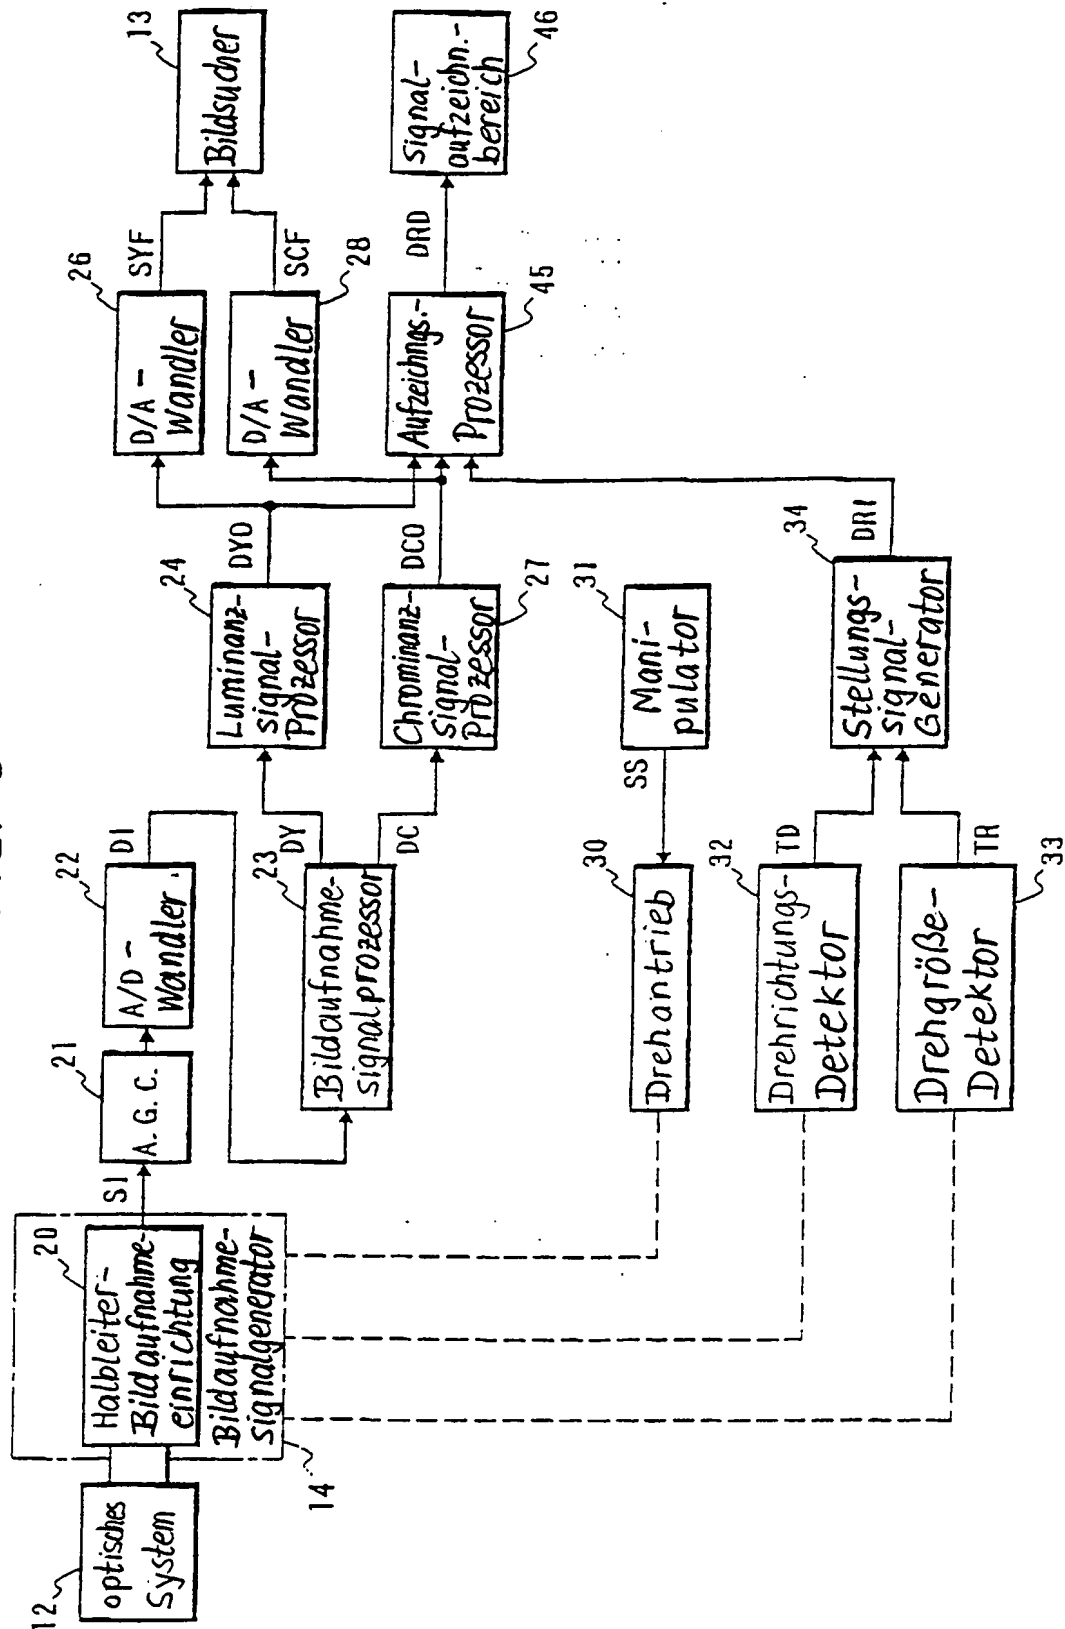 12
optisches
System
14
20
Halbleiter-
Bildaufnahme-
einrichtung
Bildaufnahme-
signalgenerator
SI
21
A.G.C.
22
A/D-
Wandler
DI
23
Bildaufnahme-
signalprozessor
DY
DC
24
Luminanz-
signal-
Prozessor
DYO
27
Chrominanz-
signal-
Prozessor
DCO
26
D/A-
Wandler
SYF
28
D/A-
Wandler
SCF
13
Bildsucher
45
Aufzeichngs.-
Prozessor
DRD
46
Signal-
aufzeichn.-
bereich
30
Drehantrieb
SS
31
Mani-
pulator
32
Drehrichtungs-
Detektor
TD
33
Drehgröße-
Detektor
TR
34
Stellungs-
signal-
Generator
DRI